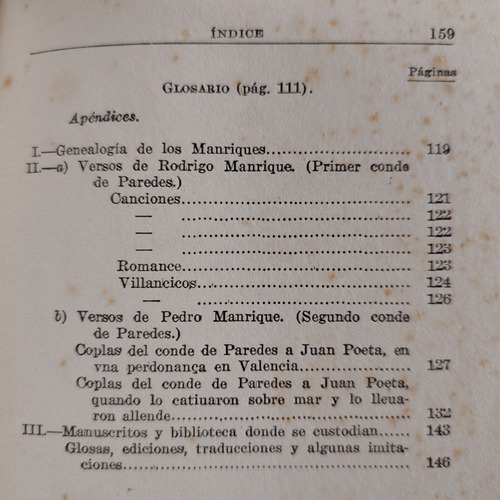 ÍNDICE 159
Páginas
GLOSARIO (pág. 111).
Apéndices.
I.—Genealogía de los Manriques........................... 119
II.—a) Versos de Rodrigo Manrique. (Primer conde
de Paredes.)
Canciones........................................... 121
— ........................................... 122
— ........................................... 122
— ........................................... 123
Romance........................................... 123
Villancicos........................................ 124
— ........................................... 126
b) Versos de Pedro Manrique. (Segundo conde
de Paredes.)
Coplas del conde de Paredes a Juan Poeta, en
vna perdonança en Valencia..................... 127
Coplas del conde de Paredes a Juan Poeta,
quando lo catiuaron sobre mar y lo lleua-
ron allende........................................... 132
III.—Manuscritos y biblioteca donde se custodian...... 143
Glosas, ediciones, traducciones y algunas imita-
ciones.................................................. 146